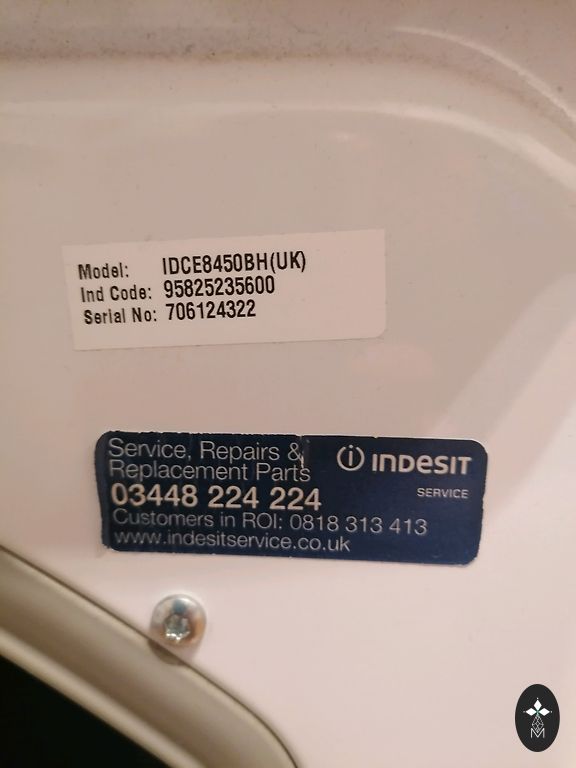 Model: IDCE8450BH(UK)
Ind Code: 95825235600
Serial No: 706124322
Service, Repairs &
Replacement Parts
03448 224 224
Customers in ROI: 0818 313 413
www.indesitservice.co.uk
INDESIT
SERVICE
M